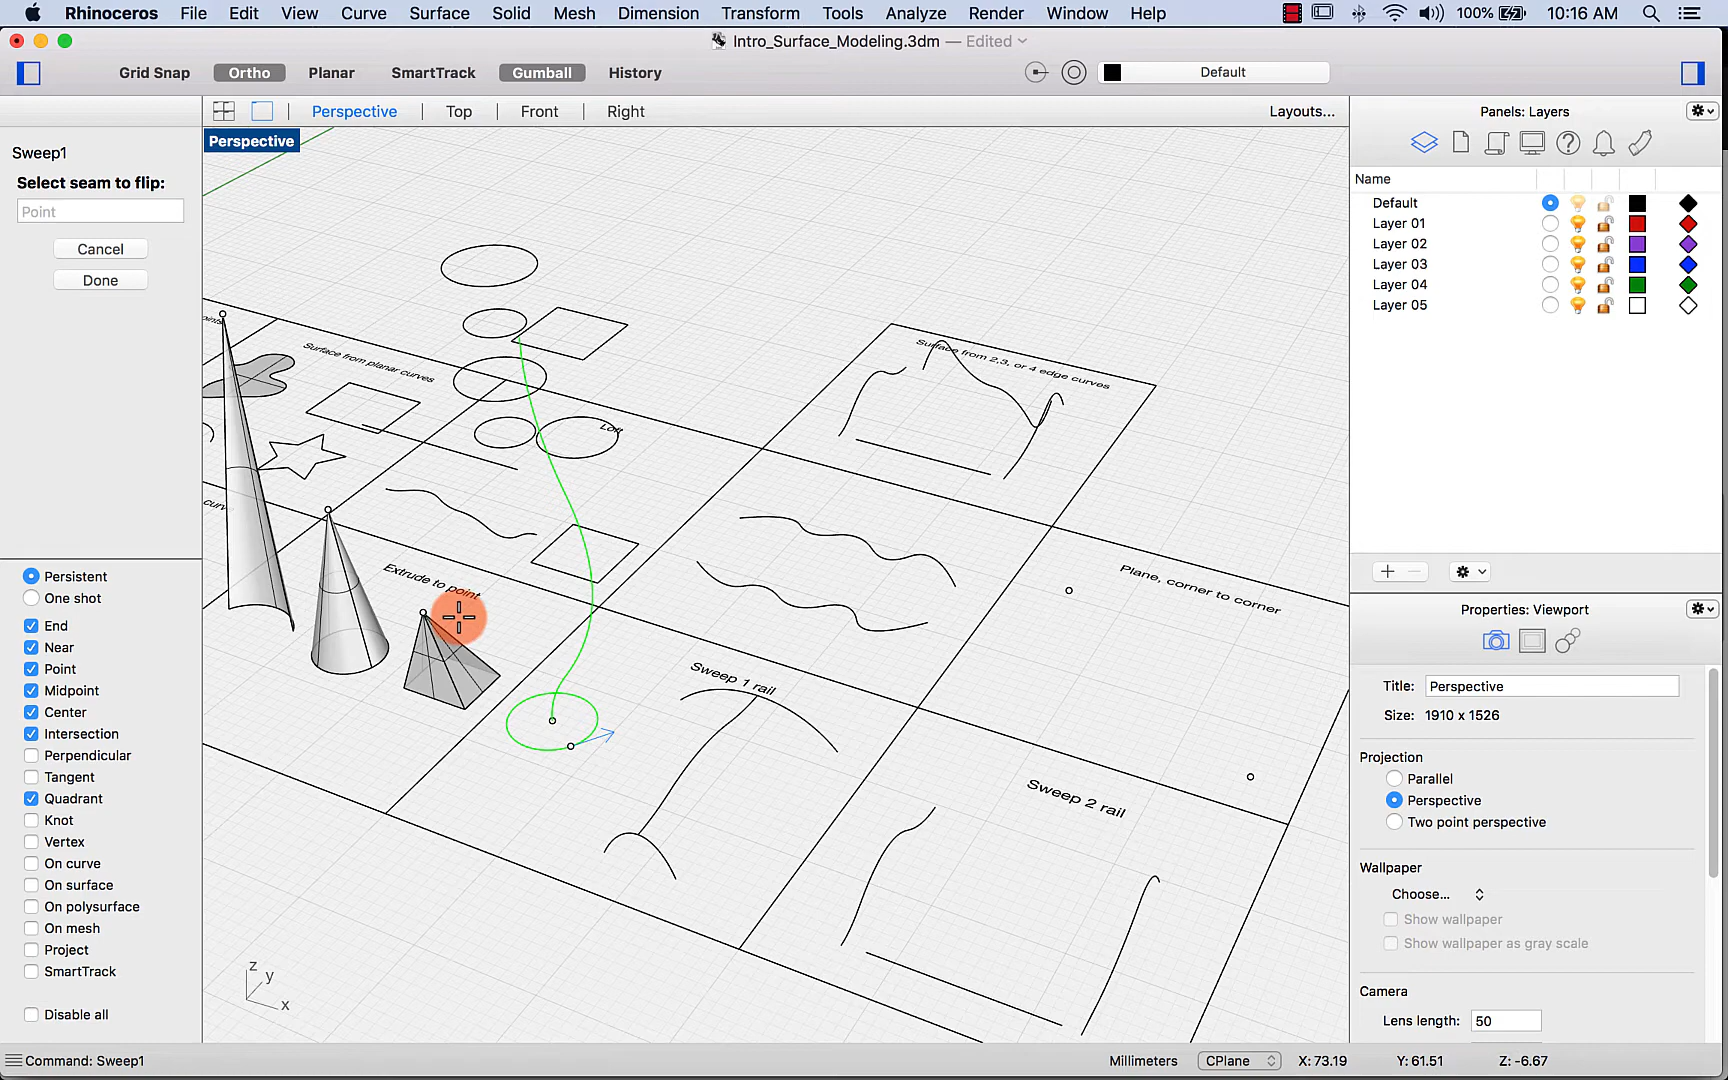 Rhinoceros File Edit View Curve Surface Solid Mesh Dimension Transform Tools Analyze Render Window Help 100% 10:16 AM
Intro_Surface_Modeling.3dm — Edited
Grid Snap Ortho Planar SmartTrack Gumball History Default
Perspective Top Front Right Layouts...
Perspective
Sweep1
Select seam to flip:
Point
Cancel
Done
Persistent
One shot
End
Near
Point
Midpoint
Center
Intersection
Perpendicular
Tangent
Quadrant
Knot
Vertex
On curve
On surface
On polysurface
On mesh
Project
SmartTrack
Disable all
Surface from planar curves
Loft
Surface from 2,3, or 4 edge curves
Extrude to point
Plane, corner to corner
Sweep 1 rail
Sweep 2 rail
z
y
x
Panels: Layers
Name
Default
Layer 01
Layer 02
Layer 03
Layer 04
Layer 05
Properties: Viewport
Title: Perspective
Size: 1910 x 1526
Projection
Parallel
Perspective
Two point perspective
Wallpaper
Choose...
Show wallpaper
Show wallpaper as gray scale
Camera
Lens length: 50
Command: Sweep1 Millimeters CPlane X: 73.19 Y: 61.51 Z: -6.67